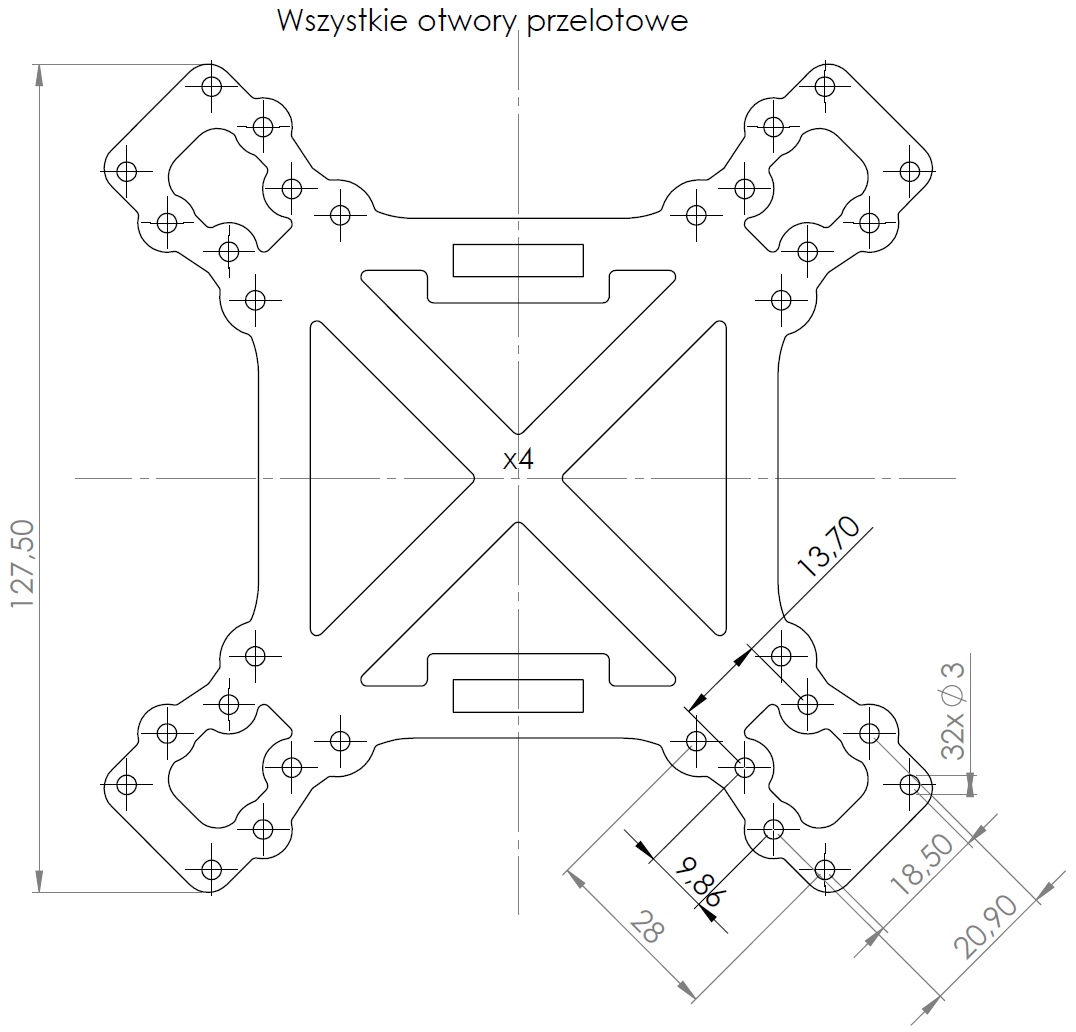 Wszystkie otwory przelotowe
x4
127,50
13,70
32x ∅ 3
9,86
18,50
28
20,90